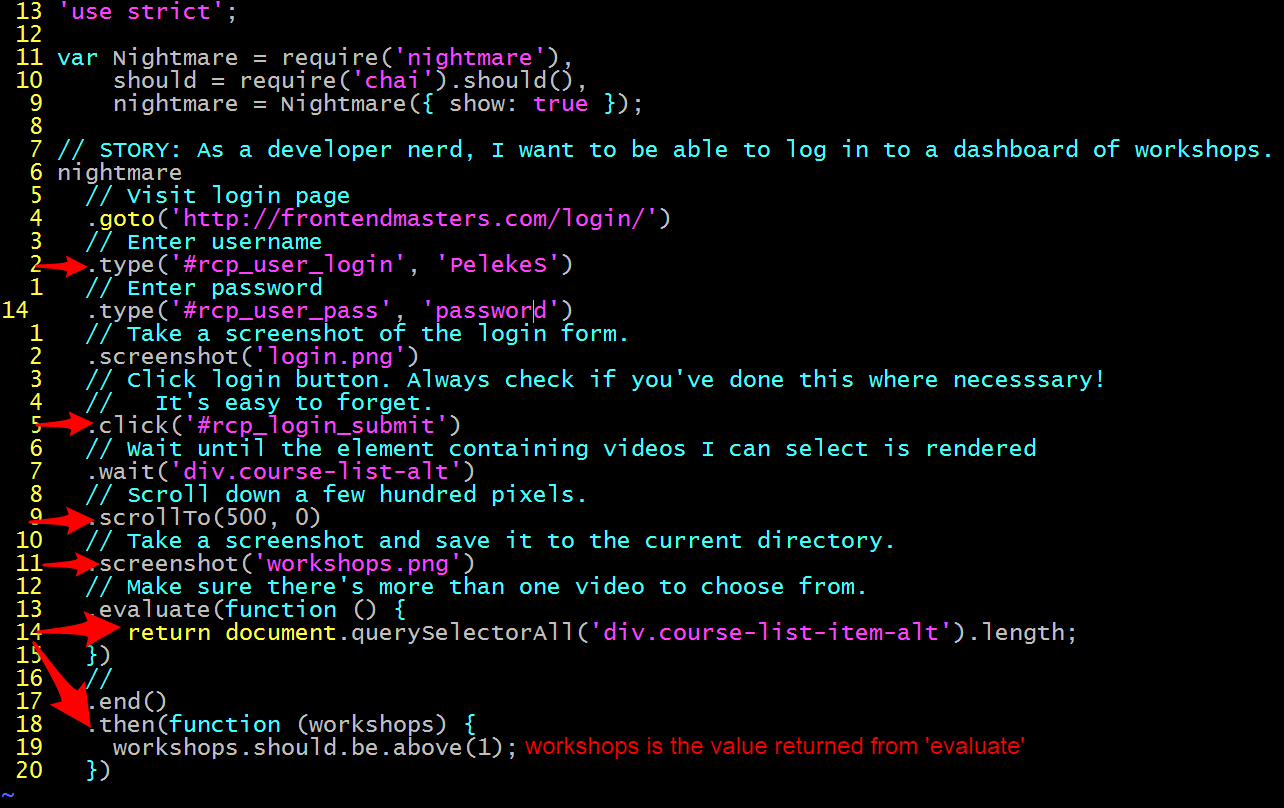 13 'use strict';
12
11 var Nightmare = require('nightmare'),
10     should = require('chai').should(),
9     nightmare = Nightmare({ show: true });
8
7 // STORY: As a developer nerd, I want to be able to log in to a dashboard of workshops.
6 nightmare
5   // Visit login page
4   .goto('http://frontendmasters.com/login/')
3   // Enter username
2   .type('#rcp_user_login', 'PelekeS')
1   // Enter password
14   .type('#rcp_user_pass', 'password')
1   // Take a screenshot of the login form.
2   .screenshot('login.png')
3   // Click login button. Always check if you've done this where necesssary!
4   //   It's easy to forget.
5   .click('#rcp_login_submit')
6   // Wait until the element containing videos I can select is rendered
7   .wait('div.course-list-alt')
8   // Scroll down a few hundred pixels.
9   .scrollTo(500, 0)
10   // Take a screenshot and save it to the current directory.
11   .screenshot('workshops.png')
12   // Make sure there's more than one video to choose from.
13   .evaluate(function () {
14     return document.querySelectorAll('div.course-list-item-alt').length;
15   })
16   //
17   .end()
18   .then(function (workshops) {
19     workshops.should.be.above(1); workshops is the value returned from 'evaluate'
20   })
~